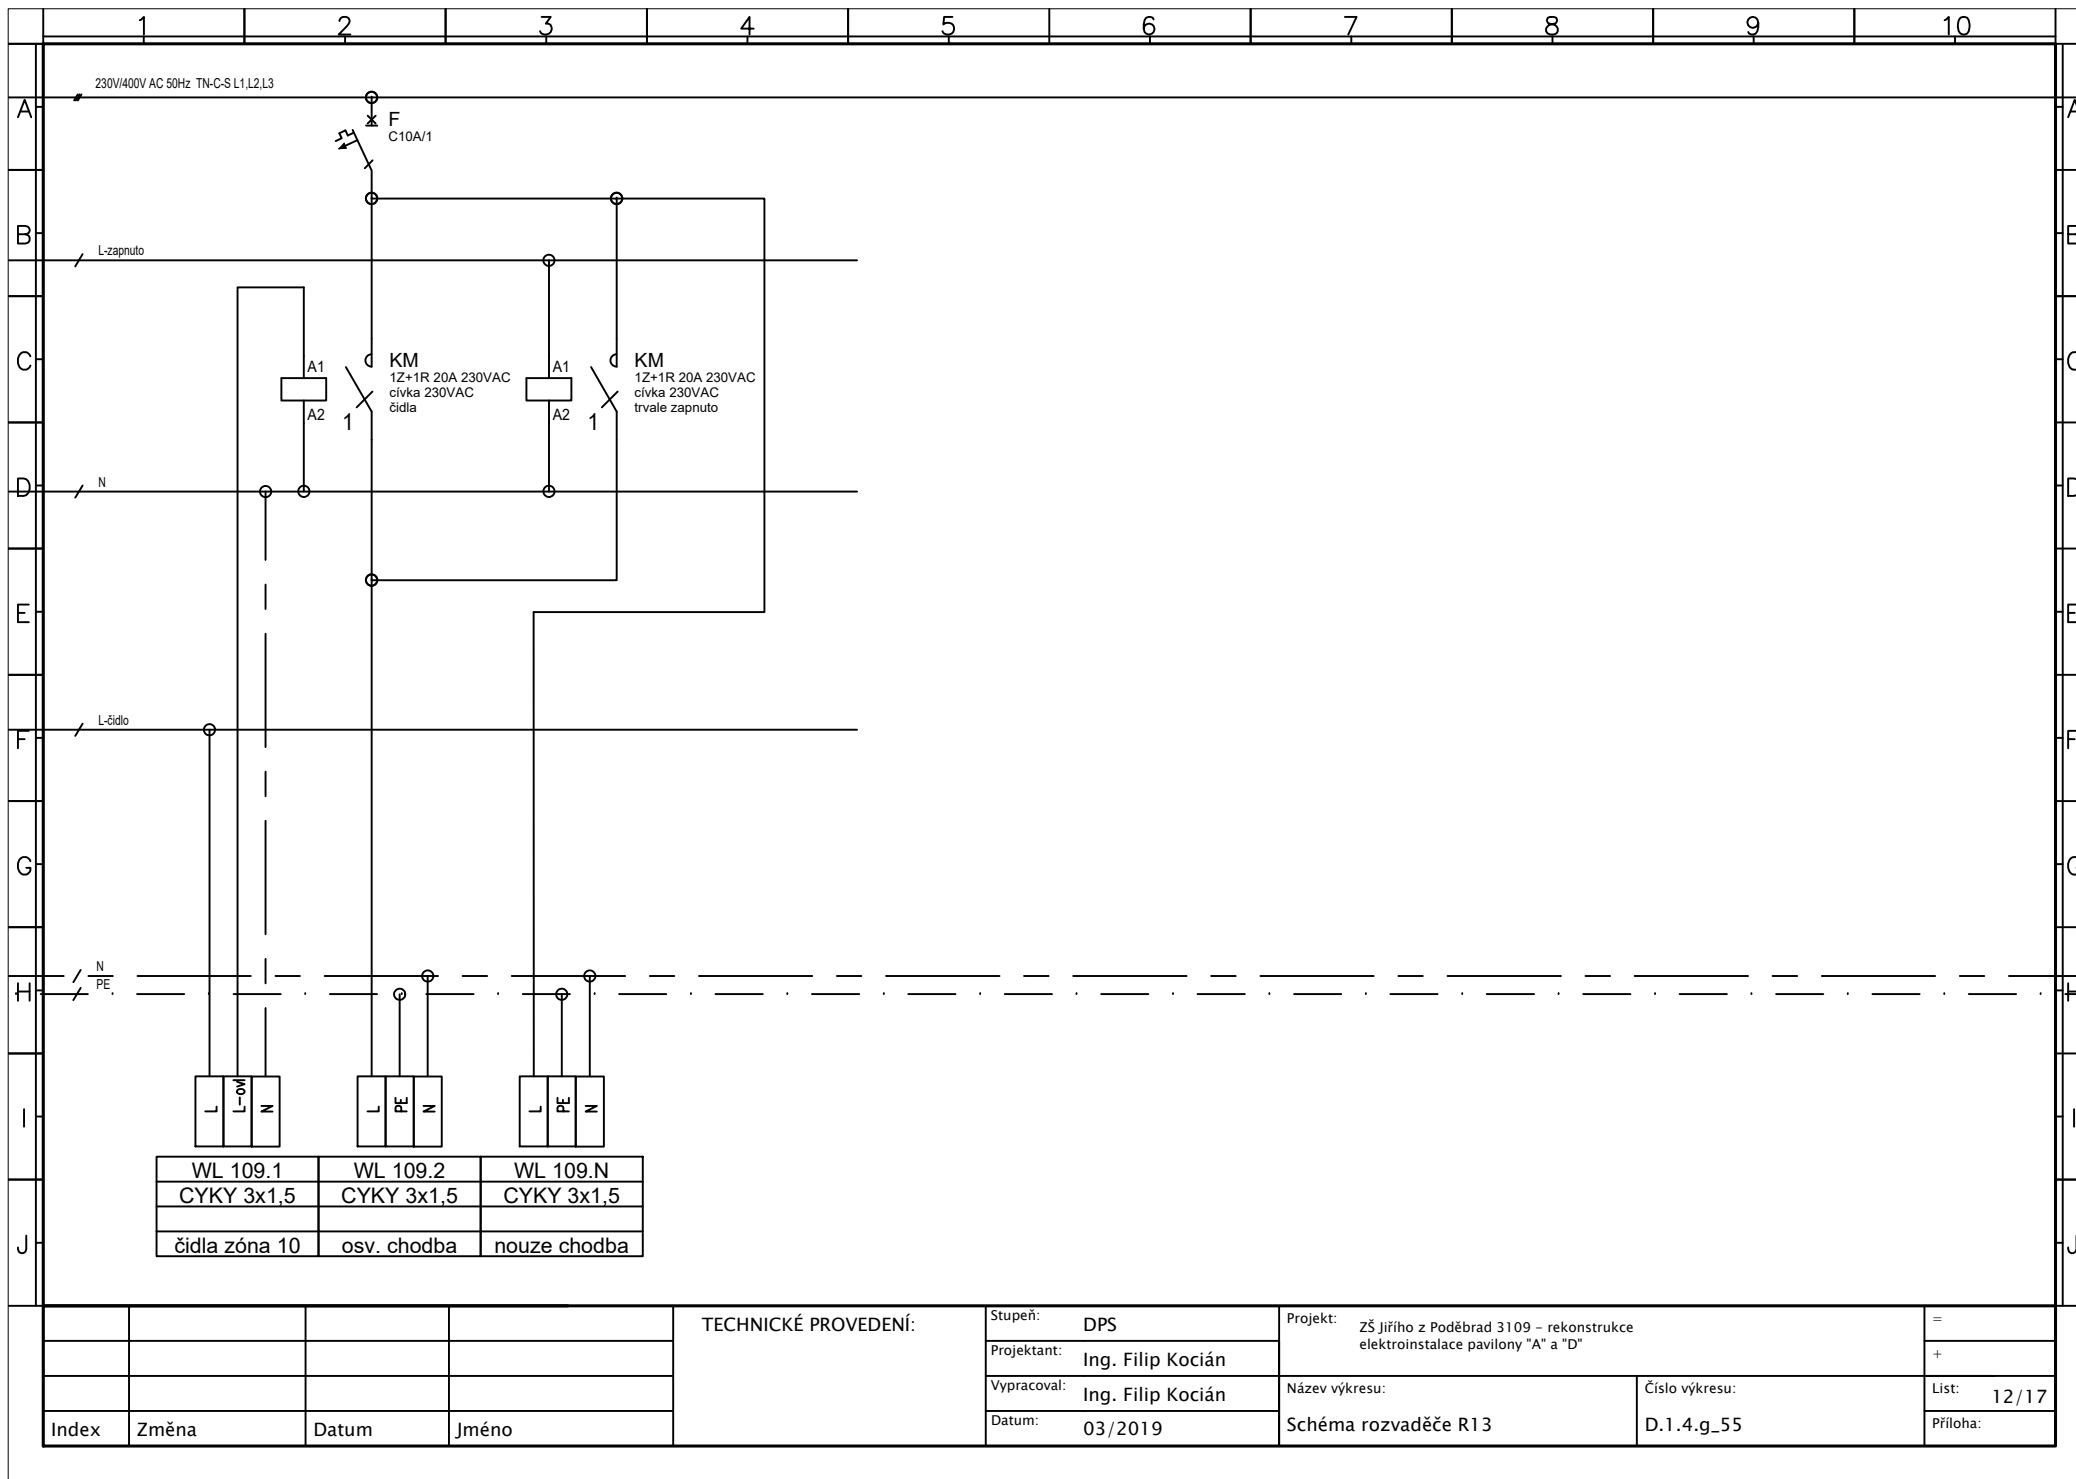 1 2 3 4 5 6 7 8 9 10
230V/400V AC 50Hz TN-C-S L1,L2,L3
A A
F
C10A/1
B B
L-zapnuto
C C
A1 KM A1 KM
1Z+1R 20A 230VAC 1Z+1R 20A 230VAC
cívka 230VAC cívka 230VAC
čidla trvale zapnuto
A2 1 A2 1
D N D
E E
L-čidlo
F F
G G
N
H PE H
L L-ovl N L PE N L PE N
I I
WL 109.1 WL 109.2 WL 109.N
CYKY 3x1,5 CYKY 3x1,5 CYKY 3x1,5
čidla zóna 10 osv. chodba nouze chodba
J J
TECHNICKÉ PROVEDENÍ:
Stupeň: DPS
Projekt: ZŠ Jiřího z Poděbrad 3109 – rekonstrukce
elektroinstalace pavilony "A" a "D"
=
Projektant: Ing. Filip Kocián
+
Vypracoval: Ing. Filip Kocián
Název výkresu:
Číslo výkresu:
List: 12/17
Index Změna Datum Jméno
Datum: 03/2019
Schéma rozvaděče R13
D.1.4.g_55
Příloha: